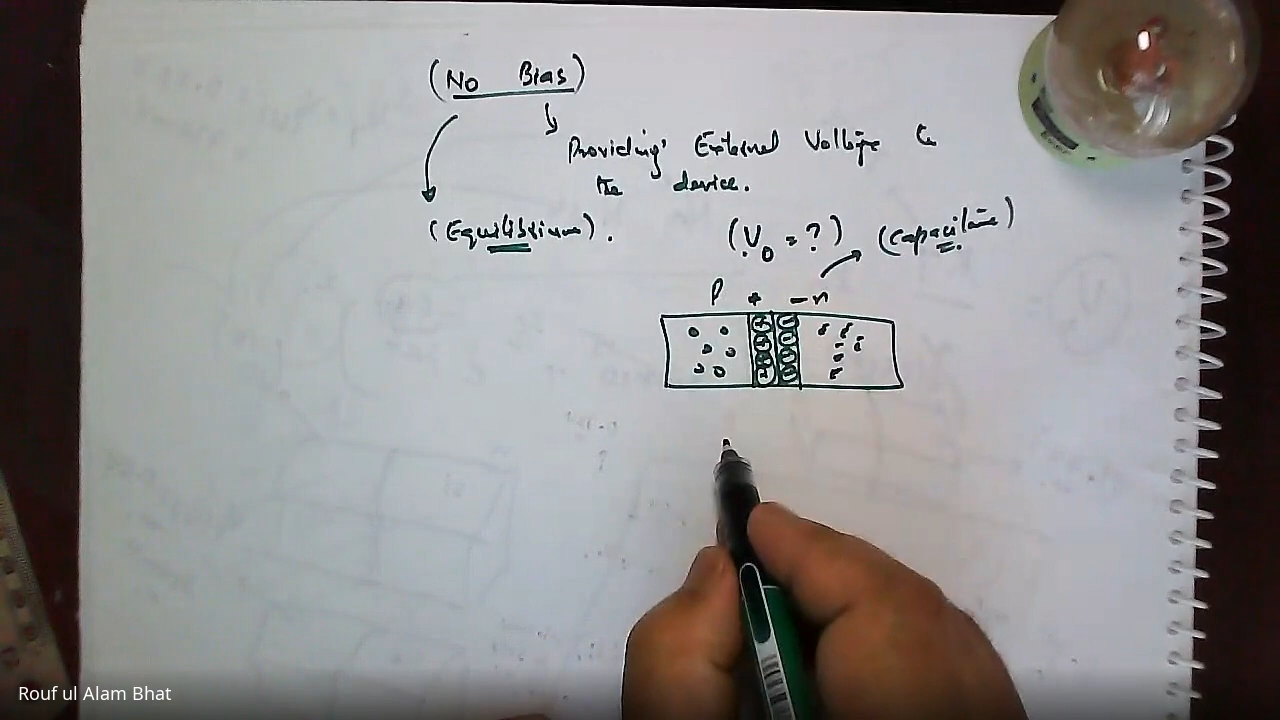 (No Bias)
Providing External Voltage to
the device.
(Equilibrium).
(V₀ = ?) (Capacitance)
P + - n
Rouf ul Alam Bhat